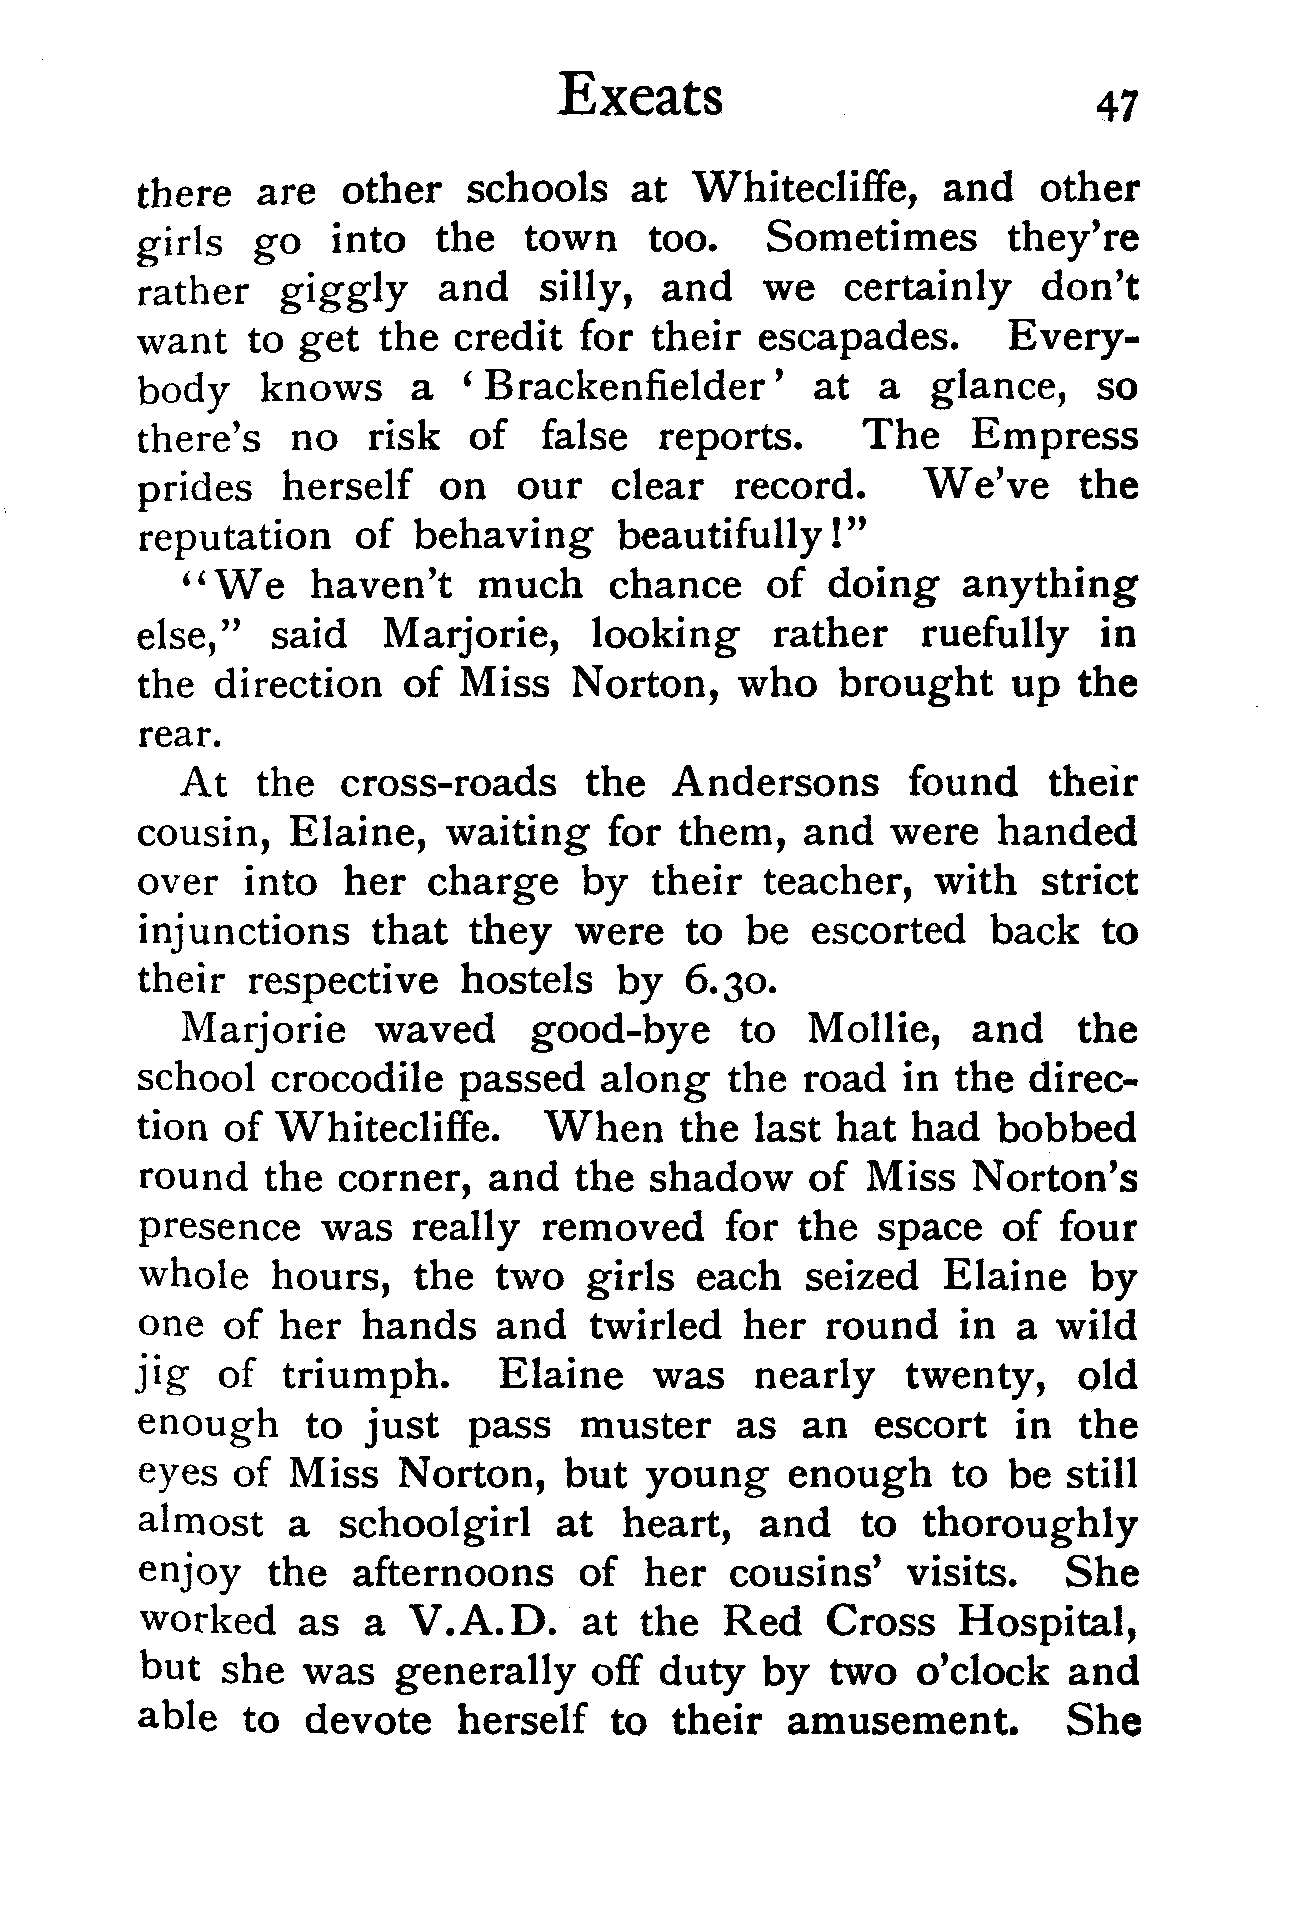 Exeats 47
there are other schools at Whitecliffe, and other
girls go into the town too. Sometimes they're
rather giggly and silly, and we certainly don't
want to get the credit for their escapades. Every-
body knows a ‘Brackenfielder’ at a glance, so
there's no risk of false reports. The Empress
prides herself on our clear record. We've the
reputation of behaving beautifully!”
“We haven't much chance of doing anything
else,” said Marjorie, looking rather ruefully in
the direction of Miss Norton, who brought up the
rear.
At the cross-roads the Andersons found their
cousin, Elaine, waiting for them, and were handed
over into her charge by their teacher, with strict
injunctions that they were to be escorted back to
their respective hostels by 6.30.
Marjorie waved good-bye to Mollie, and the
school crocodile passed along the road in the direc-
tion of Whitecliffe. When the last hat had bobbed
round the corner, and the shadow of Miss Norton's
presence was really removed for the space of four
whole hours, the two girls each seized Elaine by
one of her hands and twirled her round in a wild
jig of triumph. Elaine was nearly twenty, old
enough to just pass muster as an escort in the
eyes of Miss Norton, but young enough to be still
almost a schoolgirl at heart, and to thoroughly
enjoy the afternoons of her cousins' visits. She
worked as a V.A.D. at the Red Cross Hospital,
but she was generally off duty by two o'clock and
able to devote herself to their amusement. She